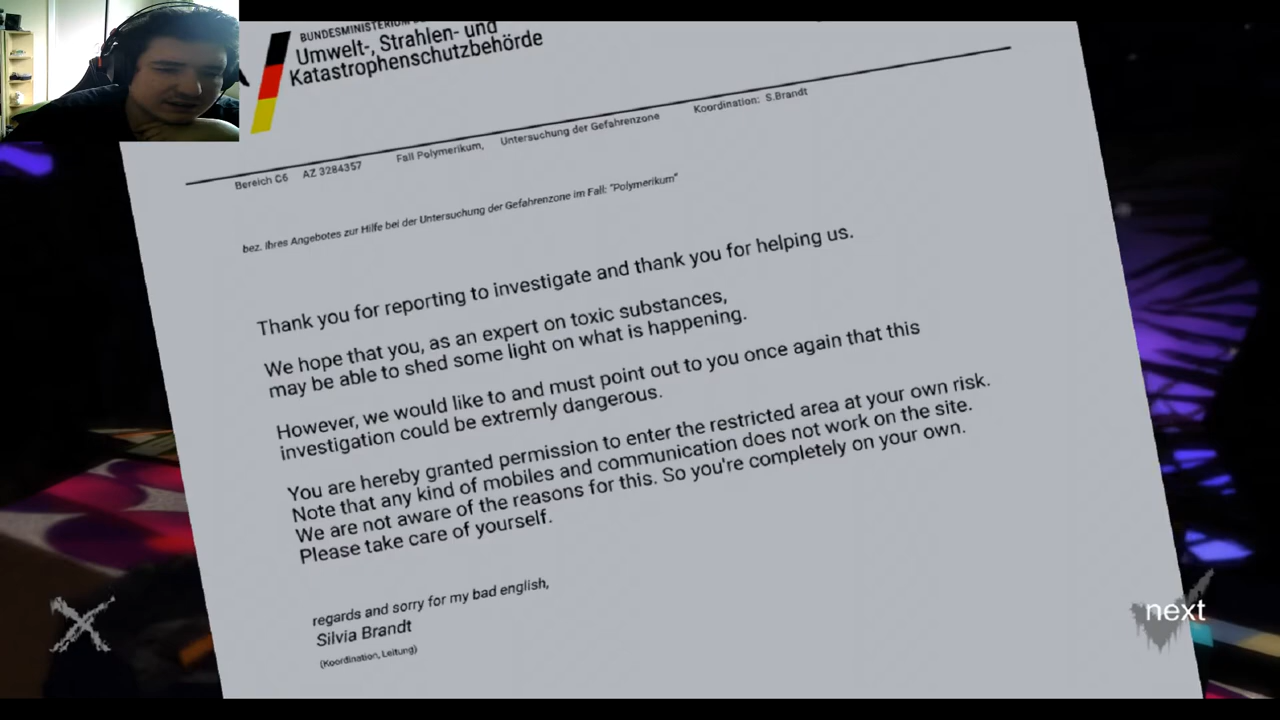 BUNDESMINISTERIUM
Umwelt-, Strahlen- und
Katastrophenschutzbehörde
Bereich C6 AZ 3284357 Fall Polymerikum, Untersuchung der Gefahrenzone Koordination: S.Brandt
bez. Ihres Angebotes zur Hilfe bei der Untersuchung der Gefahrenzone im Fall: "Polymerikum"
Thank you for reporting to investigate and thank you for helping us.
We hope that you, as an expert on toxic substances,
may be able to shed some light on what is happening.
However, we would like to and must point out to you once again that this
investigation could be extremly dangerous.
You are hereby granted permission to enter the restricted area at your own risk.
Note that any kind of mobiles and communication does not work on the site.
We are not aware of the reasons for this. So you're completely on your own.
Please take care of yourself.
regards and sorry for my bad english,
Silvia Brandt
(Koordination, Leitung)
next